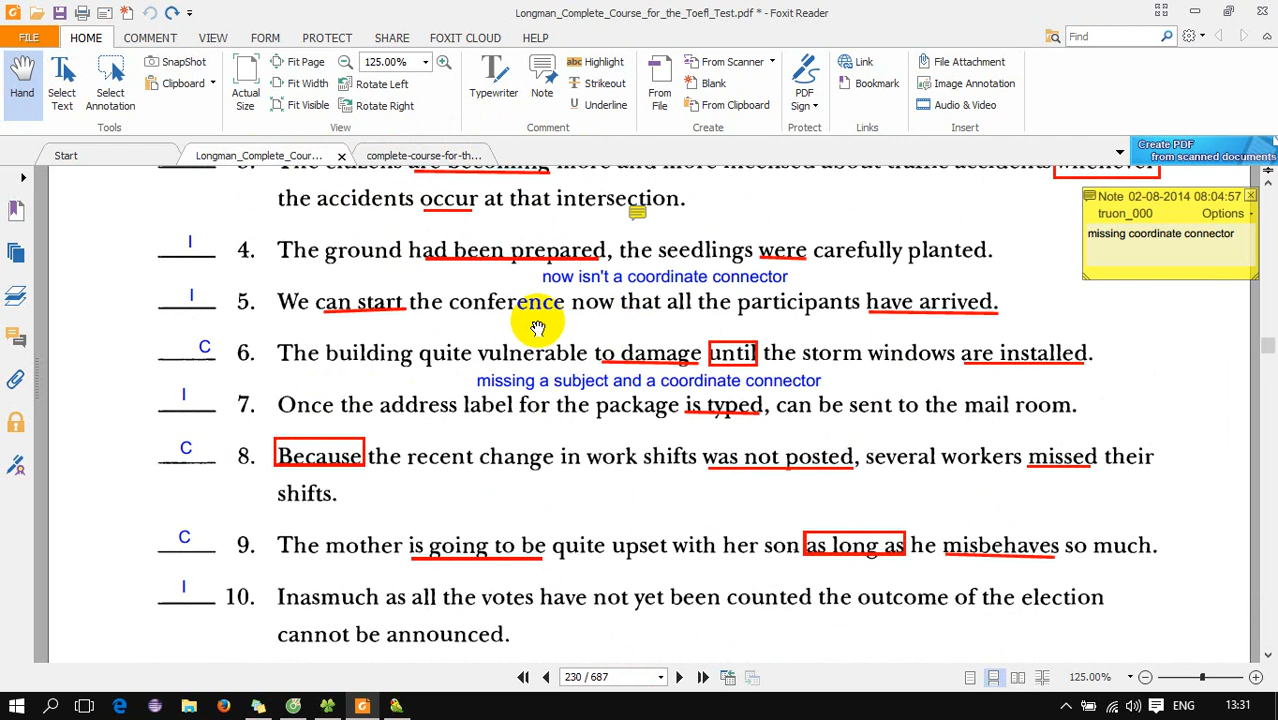 Longman_Complete_Course_for_the_Toefl_Test.pdf * - Foxit Reader
FILE HOME COMMENT VIEW FORM PROTECT SHARE FOXIT CLOUD HELP
Find
Hand
Select Text
Select Annotation
SnapShot
Clipboard
Tools
Actual Size
Fit Page
Fit Width
Fit Visible
125.00%
Rotate Left
Rotate Right
View
Typewriter
Note
Highlight
Strikeout
Underline
Comment
From File
From Scanner
Blank
From Clipboard
Create
PDF Sign
Protect
Link
Bookmark
Links
File Attachment
Image Annotation
Audio & Video
Insert
Start
Longman_Complete_Cour...
complete-course-for-th...
Create PDF
from scanned documents
the accidents occur at that intersection.
Note 02-08-2014 08:04:57
truon_000 Options
missing coordinate connector
I 4. The ground had been prepared, the seedlings were carefully planted.
now isn't a coordinate connector
I 5. We can start the conference now that all the participants have arrived.
C 6. The building quite vulnerable to damage until the storm windows are installed.
missing a subject and a coordinate connector
I 7. Once the address label for the package is typed, can be sent to the mail room.
C 8. Because the recent change in work shifts was not posted, several workers missed their
shifts.
C 9. The mother is going to be quite upset with her son as long as he misbehaves so much.
I 10. Inasmuch as all the votes have not yet been counted the outcome of the election
cannot be announced.
230 / 687
125.00%
ENG 13:31